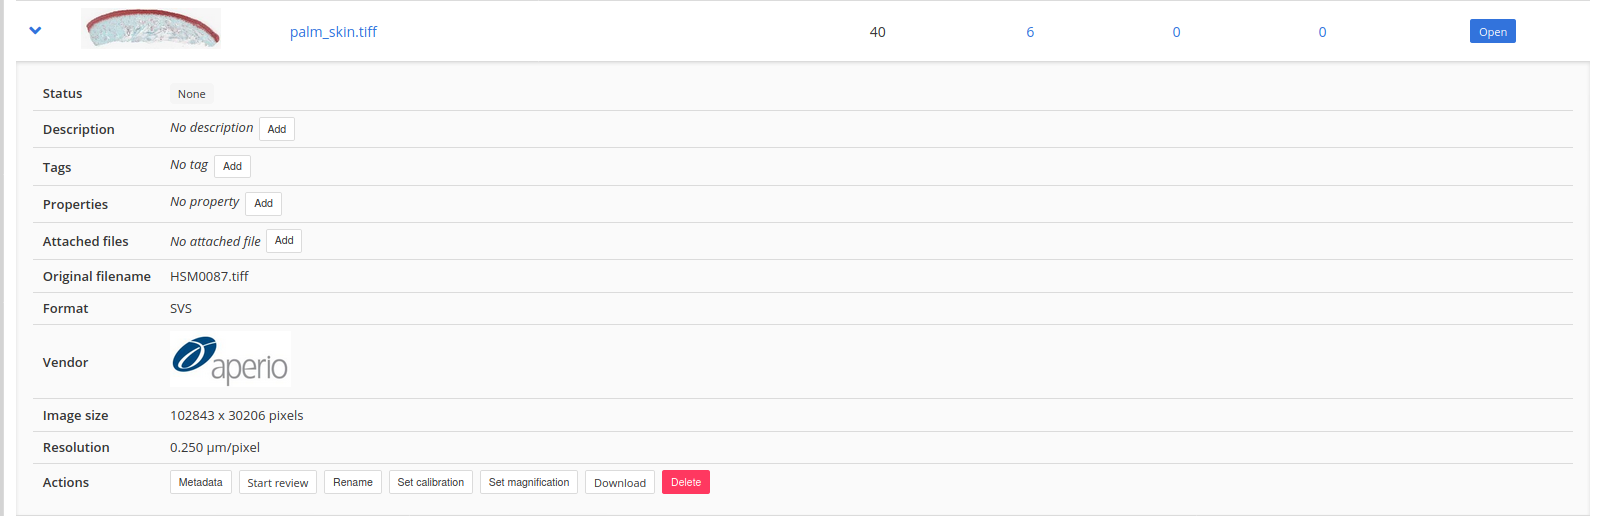 palm_skin.tiff 40 6 0 0 Open
Status None
Description No description Add
Tags No tag Add
Properties No property Add
Attached files No attached file Add
Original filename HSM0087.tiff
Format SVS
Vendor aperio
Image size 102843 x 30206 pixels
Resolution 0.250 µm/pixel
Actions Metadata Start review Rename Set calibration Set magnification Download Delete